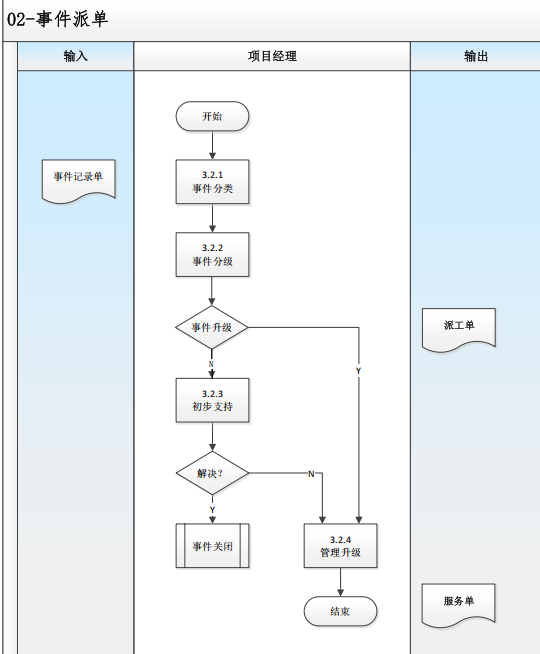 02-事件派单
输入
项目经理
输出
开始
事件记录单
3.2.1
事件分类
3.2.2
事件分级
事件升级
派工单
N
Y
3.2.3
初步支持
解决?
N
Y
事件关闭
3.2.4
管理升级
服务单
结束